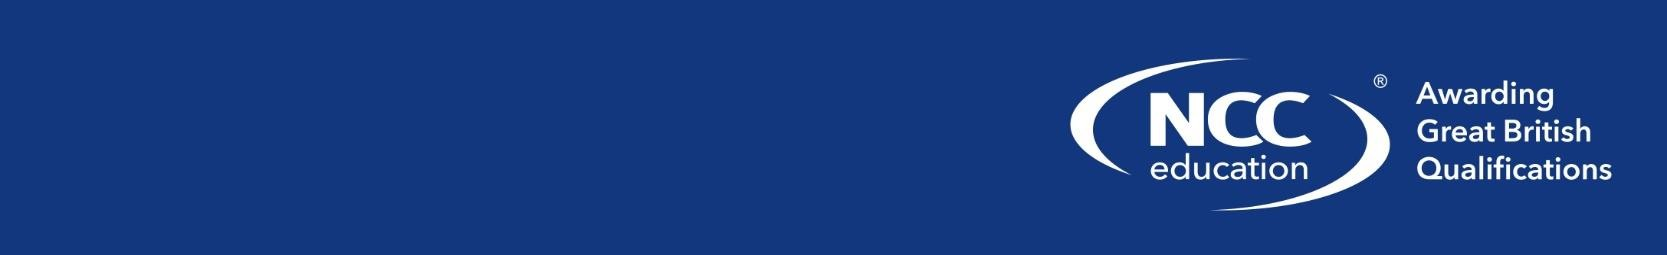 NCC
education
®
Awarding
Great British
Qualifications